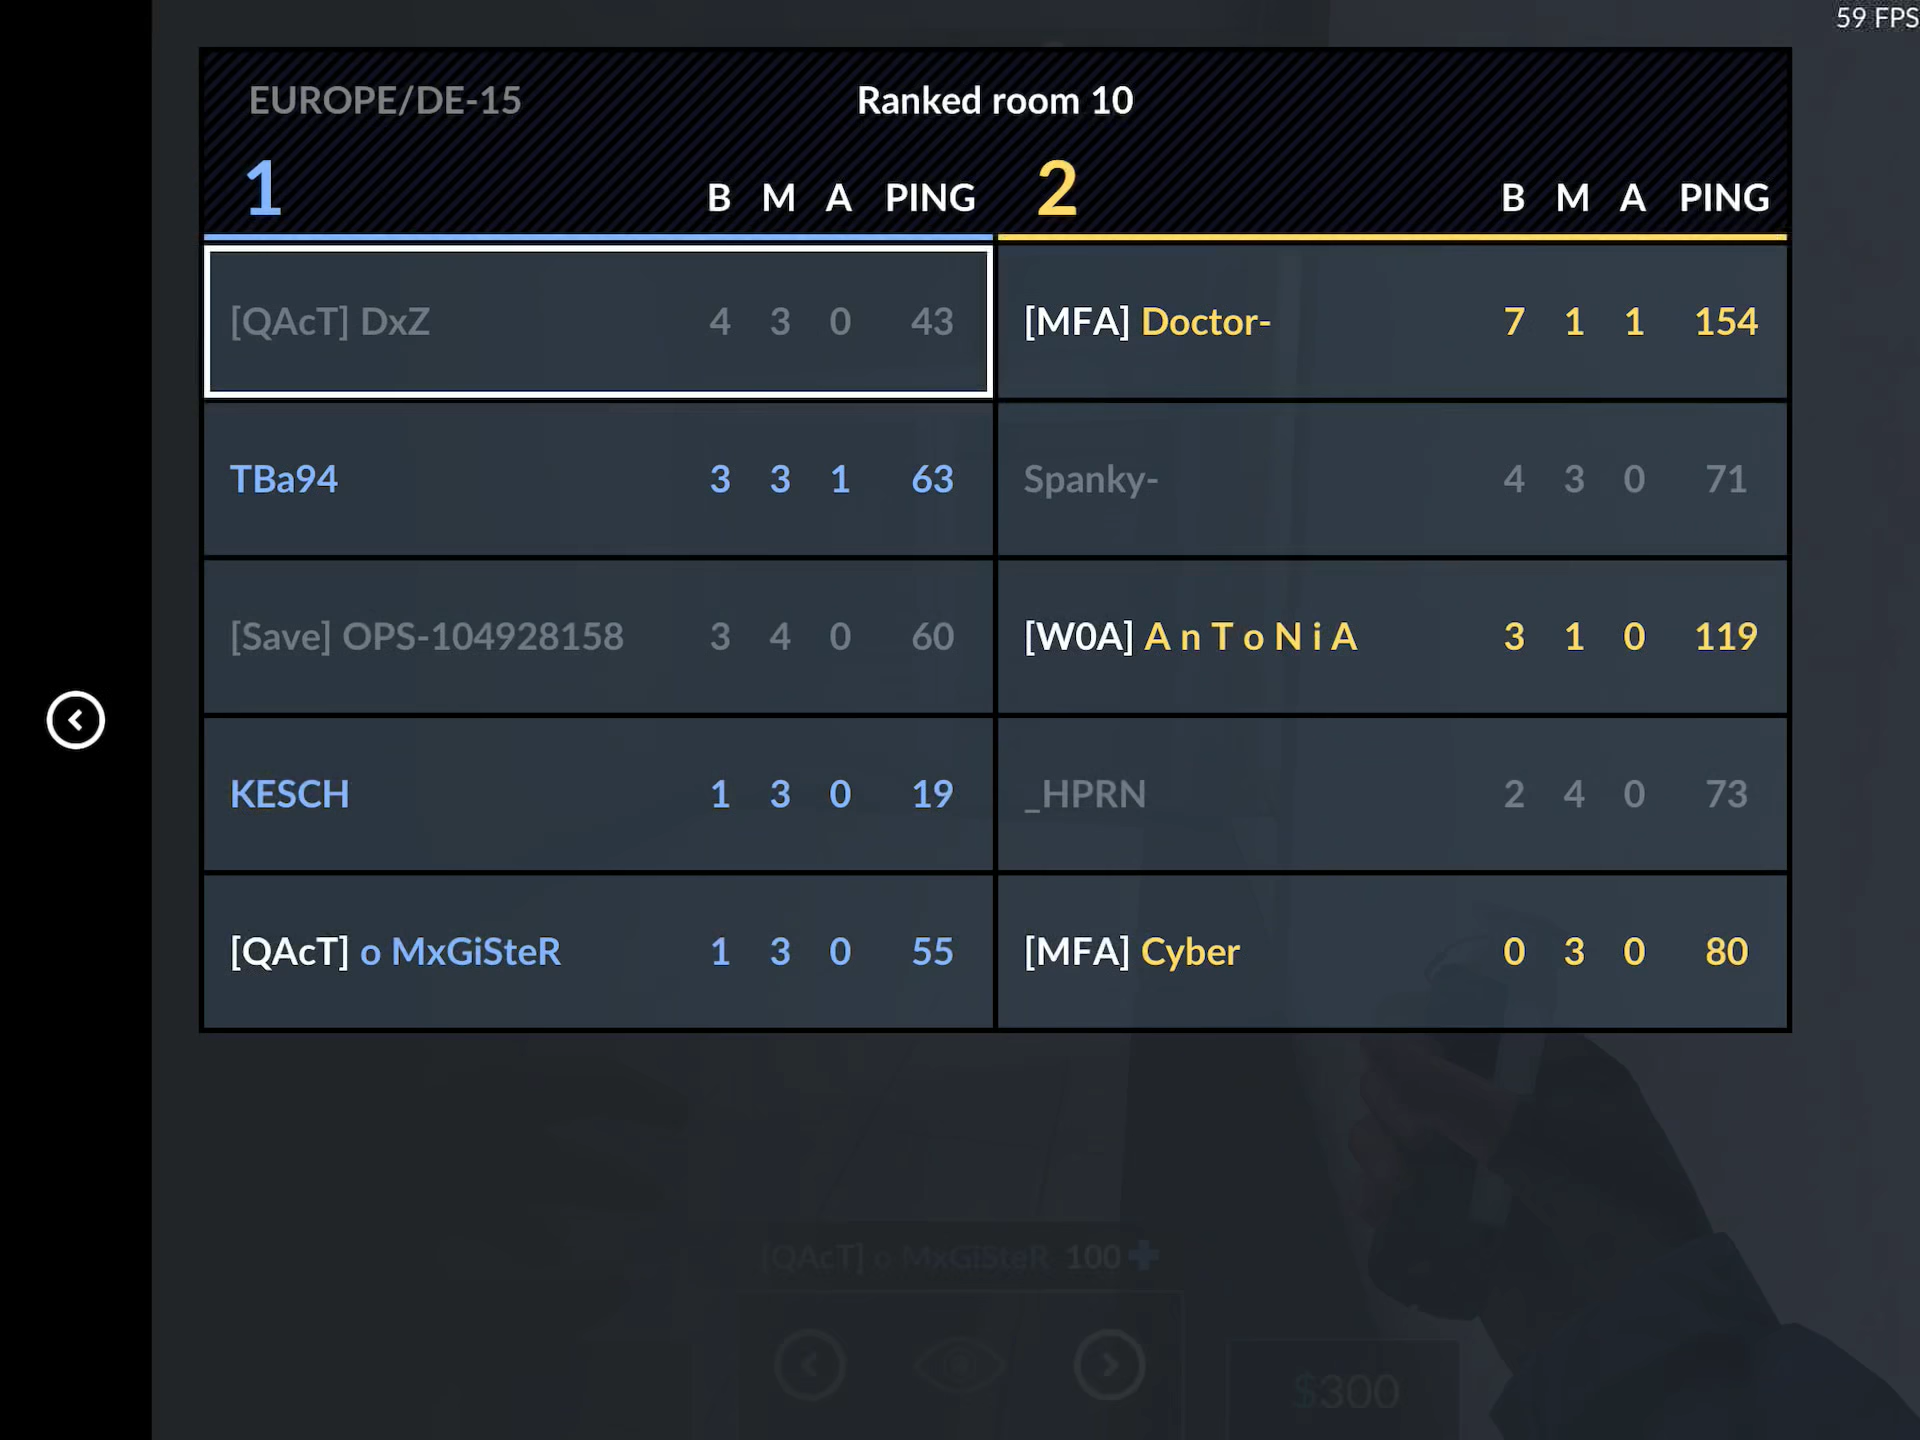 59 FPS
EUROPE/DE-15 Ranked room 10
1 B M A PING 2 B M A PING
[QAcT] DxZ 4 3 0 43 [MFA] Doctor- 7 1 1 154
TBa94 3 3 1 63 Spanky- 4 3 0 71
[Save] OPS-104928158 3 4 0 60 [W0A] A n T o N i A 3 1 0 119
KESCH 1 3 0 19 _HPRN 2 4 0 73
[QAcT] o MxGiSteR 1 3 0 55 [MFA] Cyber 0 3 0 80
[QAcT] o MxGiSteR 100
$300